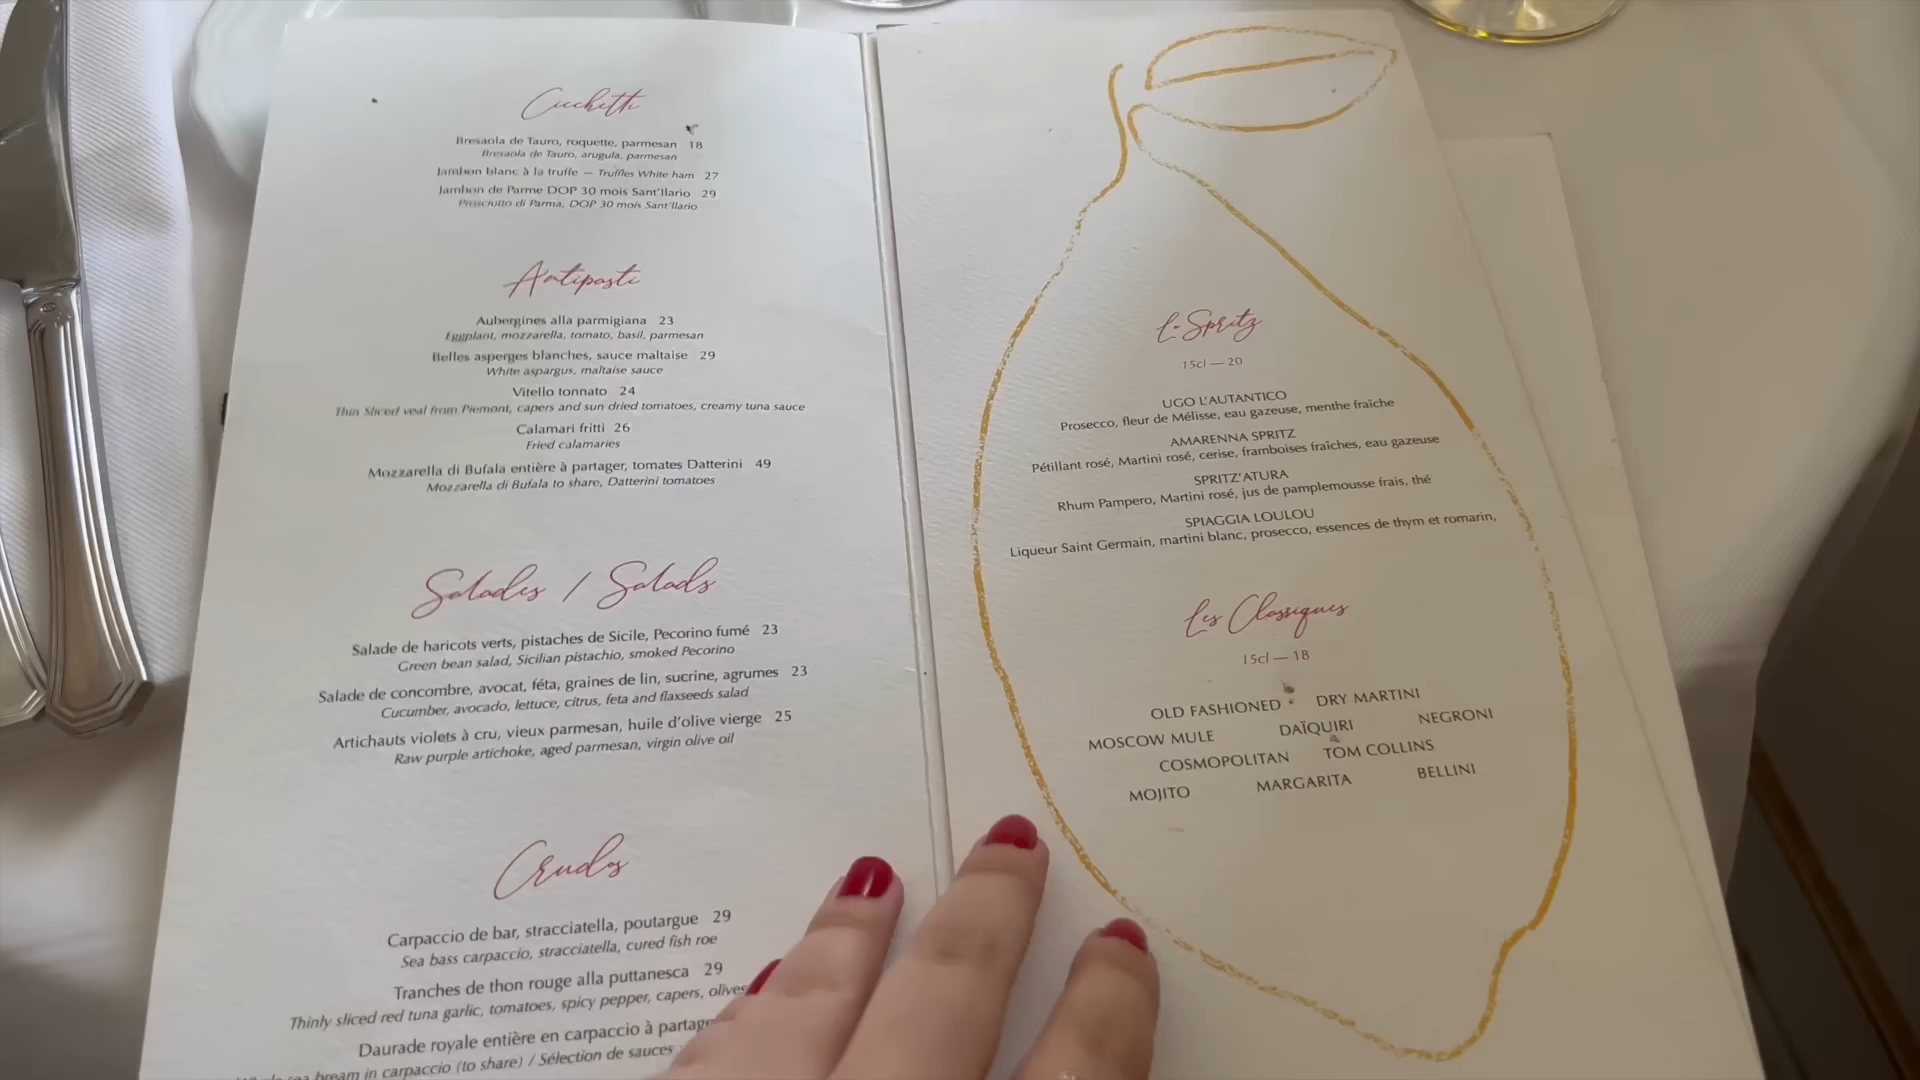 Cicchetti
Bresaola de Tauro, roquette, parmesan 18
Bresaola de Tauro, arugula, parmesan
Jambon blanc à la truffe — Truffles White ham 27
Jambon de Parme DOP 30 mois Sant'Ilario 29
Prosciutto di Parma, DOP 30 mois Sant'Ilario
Antipasti
Aubergines alla parmigiana 23
Eggplant, mozzarella, tomato, basil, parmesan
Belles asperges blanches, sauce maltaise 29
White aspargus, maltaise sauce
Vitello tonnato 24
Thin Sliced veal from Piemont, capers and sun dried tomatoes, creamy tuna sauce
Calamari fritti 26
Fried calamaries
Mozzarella di Bufala entière à partager, tomates Datterini 49
Mozzarella di Bufala to share, Datterini tomatoes
Salades / Salads
Salade de haricots verts, pistaches de Sicile, Pecorino fumé 23
Green bean salad, Sicilian pistachio, smoked Pecorino
Salade de concombre, avocat, féta, graines de lin, sucrine, agrumes 23
Cucumber, avocado, lettuce, citrus, feta and flaxseeds salad
Artichauts violets à cru, vieux parmesan, huile d'olive vierge 25
Raw purple artichoke, aged parmesan, virgin olive oil
Crudos
Carpaccio de bar, stracciatella, poutargue 29
Sea bass carpaccio, stracciatella, cured fish roe
Tranches de thon rouge alla puttanesca 29
Thinly sliced red tuna garlic, tomatoes, spicy pepper, capers, olives
Daurade royale entière en carpaccio à
sea bream in carpaccio (to share) / Sélection de sauces
Le Spritz
15cl — 20
UGO L'AUTANTICO
Prosecco, fleur de Mélisse, eau gazeuse, menthe fraîche
AMARENNA SPRITZ
Pétillant rosé, Martini rosé, cerise, framboises fraîches, eau gazeuse
SPRITZ'ATURA
Rhum Pampero, Martini rosé, jus de pamplemousse frais, thé
SPIAGGIA LOULOU
Liqueur Saint Germain, martini blanc, prosecco, essences de thym et romarin,
Les Classiques
15cl — 18
OLD FASHIONED DRY MARTINI
MOSCOW MULE DAÏQUIRI NEGRONI
COSMOPOLITAN TOM COLLINS
MOJITO MARGARITA BELLINI